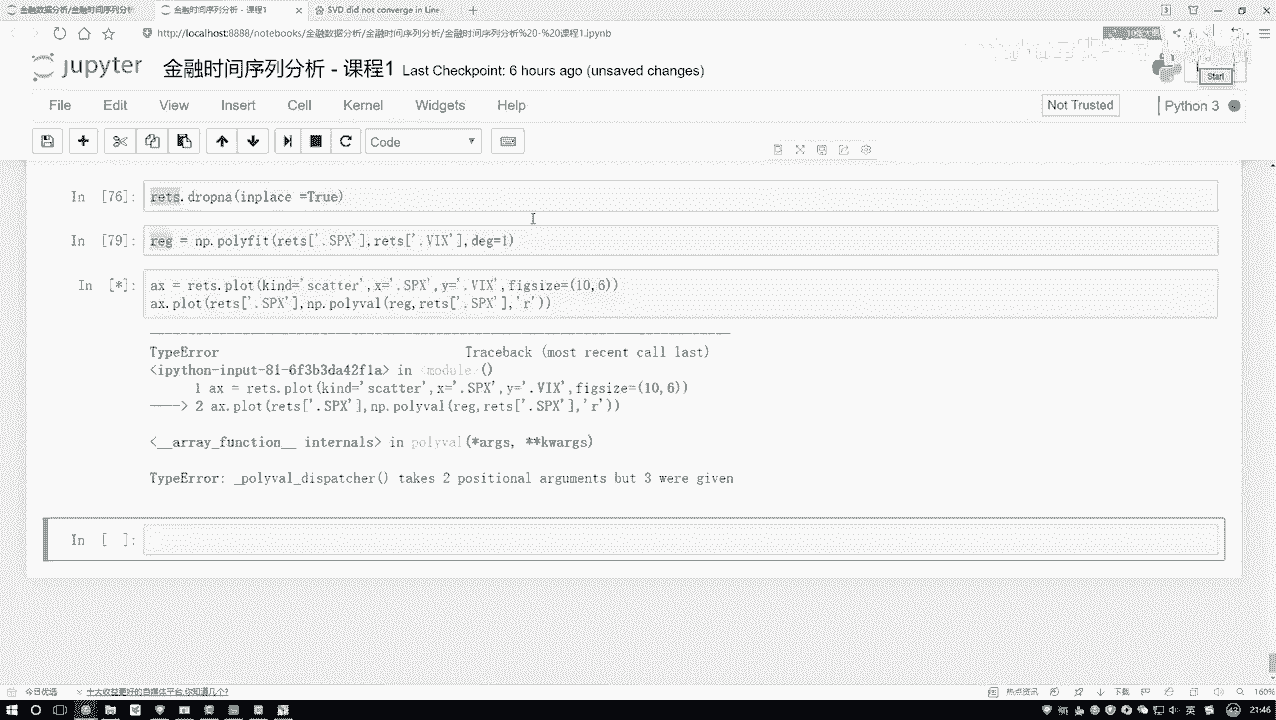 金融数据分析/金融时间序列分析
金融时间序列分析 - 课程1
SVD did not converge in Line
http://localhost:8888/notebooks/金融数据分析/金融时间序列分析/金融时间序列分析%20-%20课程1.ipynb
jupyter 金融时间序列分析 - 课程1 Last Checkpoint: 6 hours ago (unsaved changes)
Start
File Edit View Insert Cell Kernel Widgets Help
Not Trusted
Python 3
Code
In [76]: rets.dropna(inplace =True)
In [79]: reg = np.polyfit(rets['.SPX'],rets['.VIX'],deg=1)
In [*]: ax = rets.plot(kind='scatter',x='.SPX',y='.VIX',figsize=(10,6))
ax.plot(rets['.SPX'],np.polyval(reg,rets['.SPX'],'r'))
TypeError Traceback (most recent call last)
<ipython-input-81-6f3b3da42f1a> in <module>()
1 ax = rets.plot(kind='scatter',x='.SPX',y='.VIX',figsize=(10,6))
----> 2 ax.plot(rets['.SPX'],np.polyval(reg,rets['.SPX'],'r'))
<__array_function__ internals> in polyval(*args, **kwargs)
TypeError: _polyval_dispatcher() takes 2 positional arguments but 3 were given
In [ ]:
今日优选
十大收益更好的自媒体平台,你知道几个?
热点资讯
下载
160%
英
21:46